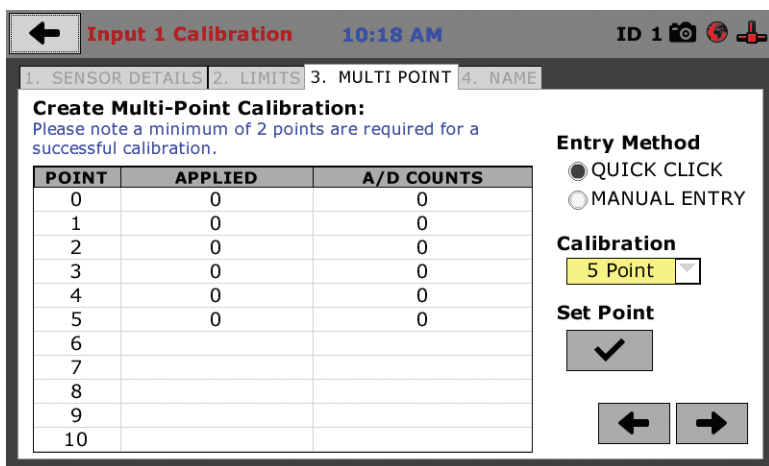 Input 1 Calibration 10:18 AM ID 1
1. SENSOR DETAILS 2. LIMITS 3. MULTI POINT 4. NAME
Create Multi-Point Calibration:
Please note a minimum of 2 points are required for a
successful calibration.
POINT APPLIED A/D COUNTS
0 0 0
1 0 0
2 0 0
3 0 0
4 0 0
5 0 0
6
7
8
9
10
Entry Method
QUICK CLICK
MANUAL ENTRY
Calibration
5 Point
Set Point